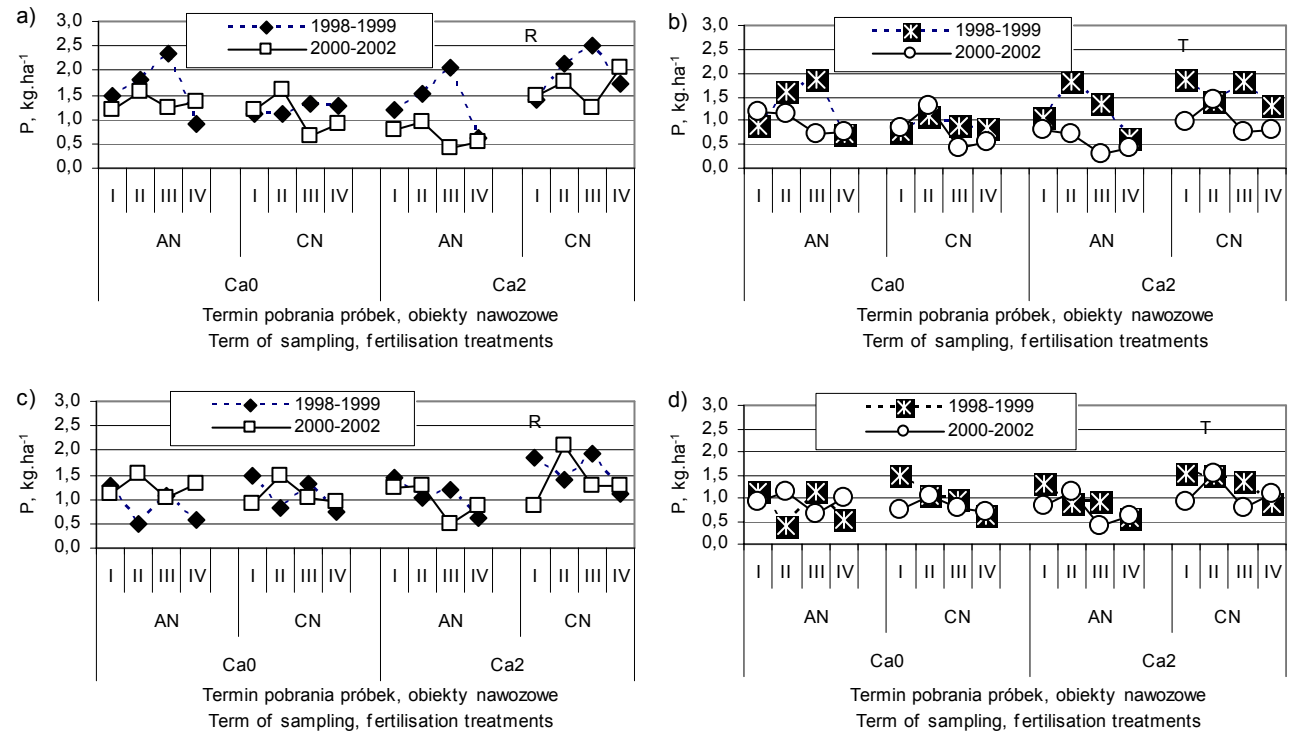 a)
3,0
2,5
2,0
1,5
1,0
0,5
0,0
P, kg.ha-1
1998-1999
2000-2002
R
I II III IV I II III IV I II III IV
AN CN AN CN
Ca0 Ca2
Termin pobrania próbek, obiekty nawozowe
Term of sampling, fertilisation treatments
b)
3,0
2,5
2,0
1,5
1,0
0,5
0,0
P, kg.ha-1
1998-1999
2000-2002
T
I II III IV I II III IV I II III IV I II III IV
AN CN AN CN
Ca0 Ca2
Termin pobrania próbek, obiekty nawozowe
Term of sampling, fertilisation treatments
c)
3,0
2,5
2,0
1,5
1,0
0,5
0,0
P, kg.ha-1
1998-1999
2000-2002
R
I II III IV I II III IV I II III IV I II III IV
AN CN AN CN
Ca0 Ca2
Termin pobrania próbek, obiekty nawozowe
Term of sampling, fertilisation treatments
d)
3,0
2,5
2,0
1,5
1,0
0,5
0,0
P, kg.ha-1
1998-1999
2000-2002
T
I II III IV I II III IV I II III IV I II III IV
AN CN AN CN
Ca0 Ca2
Termin pobrania próbek, obiekty nawozowe
Term of sampling, fertilisation treatments